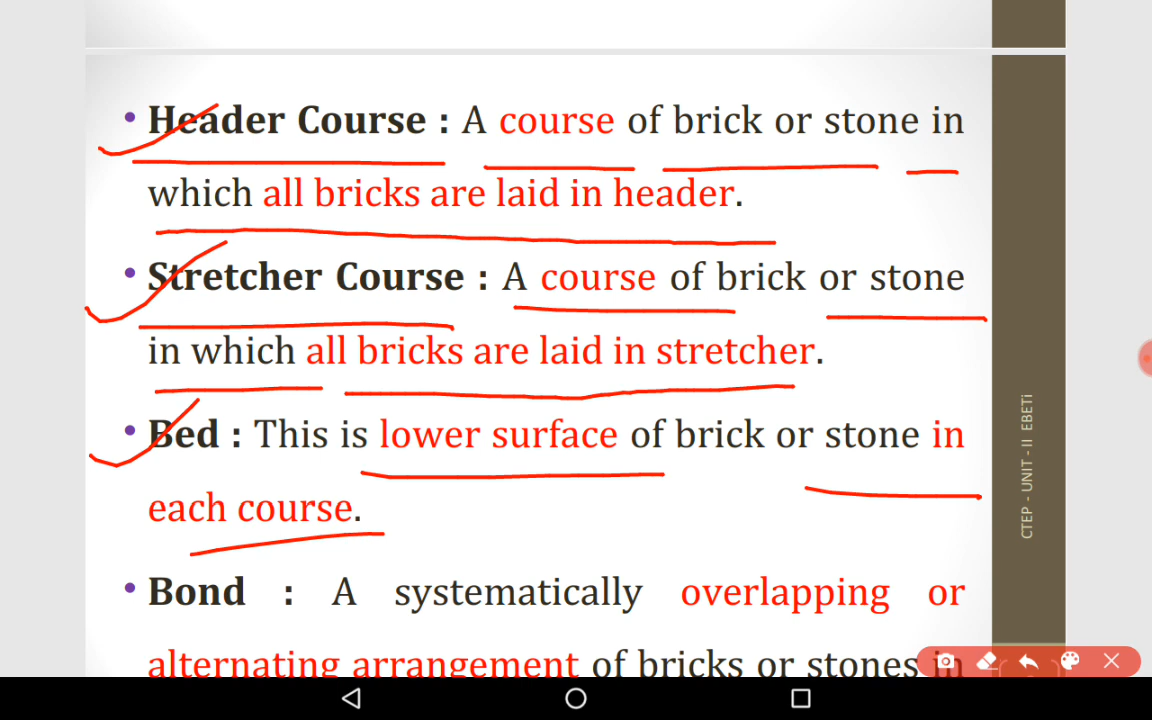 • Header Course : A course of brick or stone in
which all bricks are laid in header.
• Stretcher Course : A course of brick or stone
in which all bricks are laid in stretcher.
• Bed : This is lower surface of brick or stone in
each course.
• Bond : A systematically overlapping or
alternating arrangement of bricks or stones in
CTEP - UNIT - II EBETi